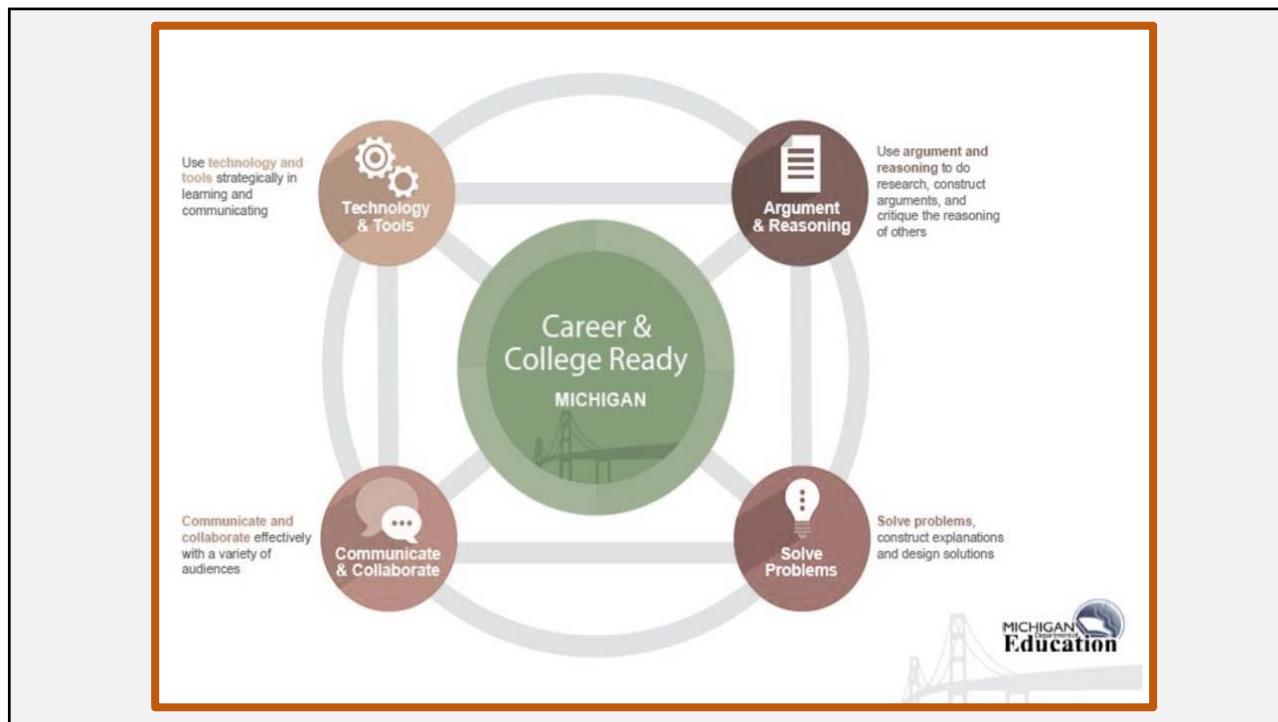 Use technology and
tools strategically in
learning and
communicating
Technology
& Tools
Argument
& Reasoning
Use argument and
reasoning to do
research, construct
arguments, and
critique the reasoning
of others
Career &
College Ready
MICHIGAN
Communicate and
collaborate effectively
with a variety of
audiences
Communicate
& Collaborate
Solve
Problems
Solve problems,
construct explanations
and design solutions
MICHIGAN
Department of
Education